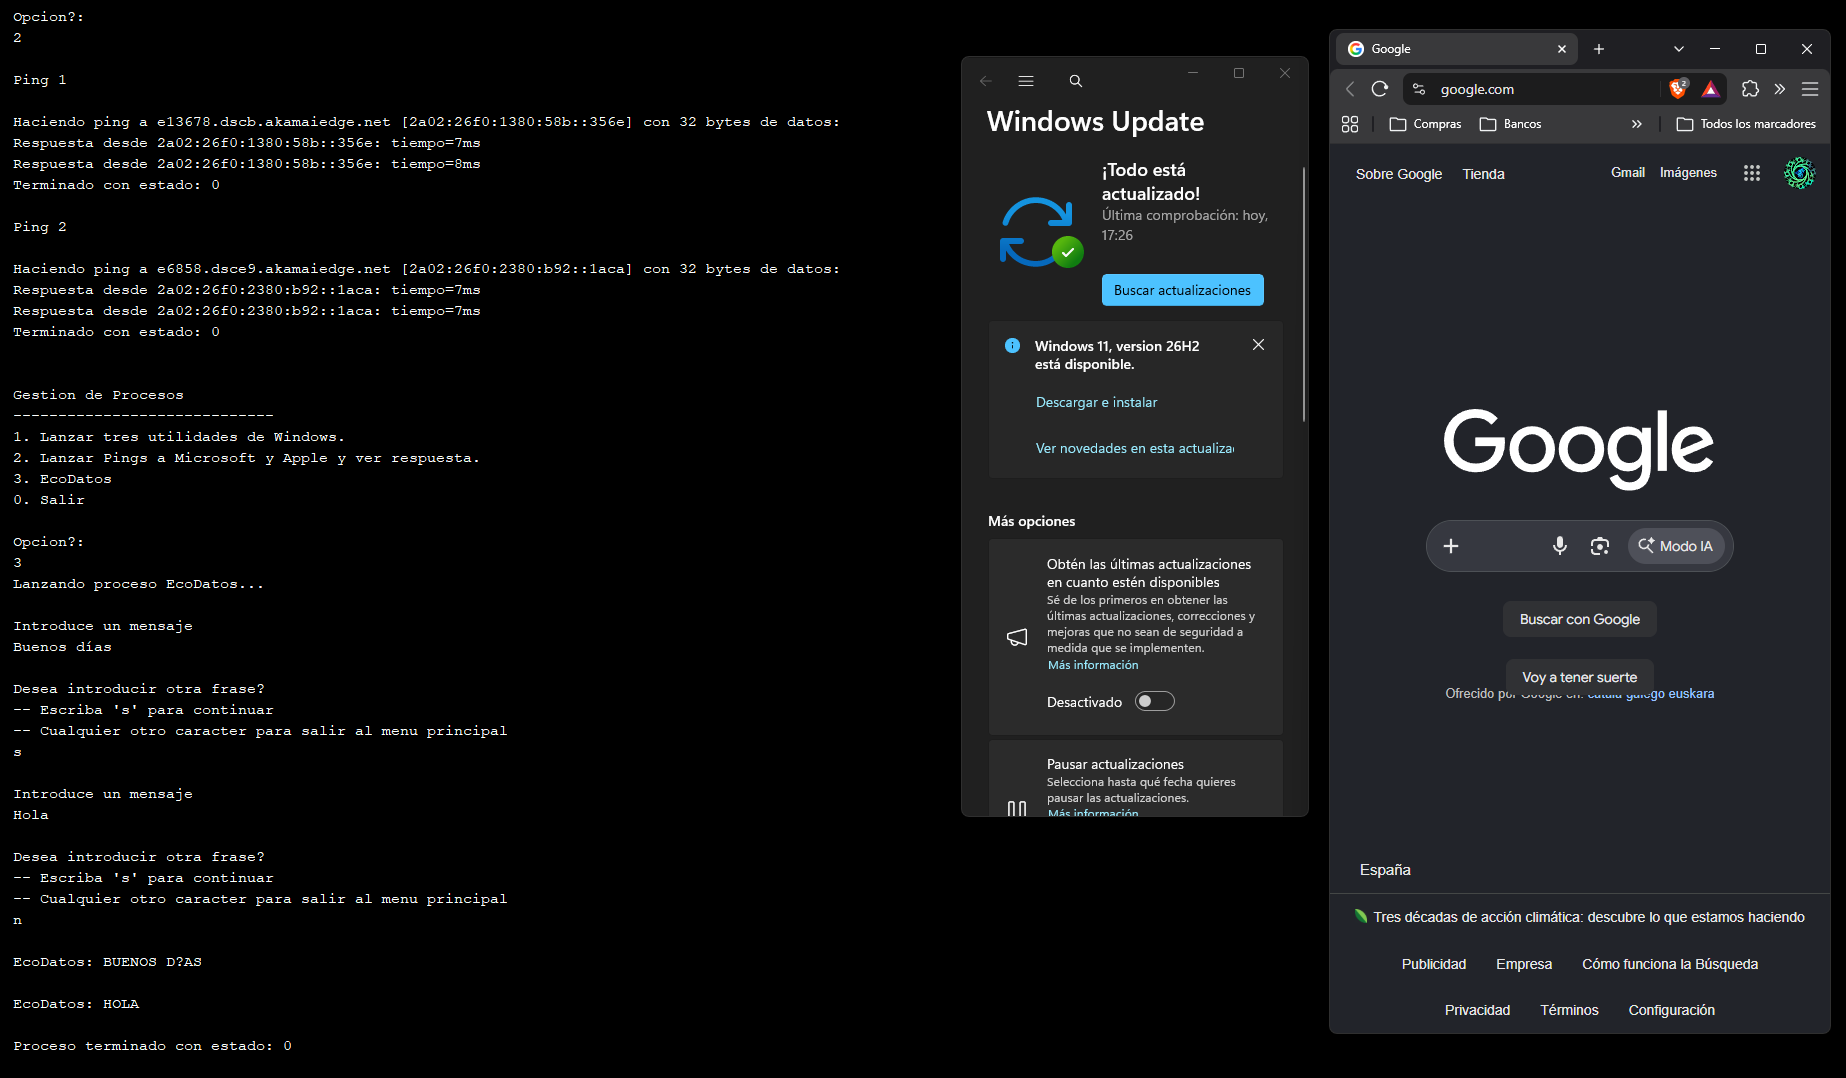 Opcion?:
2
Ping 1
Haciendo ping a e13678.dscb.akamaiedge.net [2a02:26f0:1380:58b::356e] con 32 bytes de datos:
Respuesta desde 2a02:26f0:1380:58b::356e: tiempo=7ms
Respuesta desde 2a02:26f0:1380:58b::356e: tiempo=8ms
Terminado con estado: 0
Ping 2
Haciendo ping a e6858.dsce9.akamaiedge.net [2a02:26f0:2380:b92::1aca] con 32 bytes de datos:
Respuesta desde 2a02:26f0:2380:b92::1aca: tiempo=7ms
Respuesta desde 2a02:26f0:2380:b92::1aca: tiempo=7ms
Terminado con estado: 0
Gestion de Procesos
-----------------------------
1. Lanzar tres utilidades de Windows.
2. Lanzar Pings a Microsoft y Apple y ver respuesta.
3. EcoDatos
0. Salir
Opcion?:
3
Lanzando proceso EcoDatos...
Introduce un mensaje
Buenos días
Desea introducir otra frase?
-- Escriba 's' para continuar
-- Cualquier otro caracter para salir al menu principal
s
Introduce un mensaje
Hola
Desea introducir otra frase?
-- Escriba 's' para continuar
-- Cualquier otro caracter para salir al menu principal
n
EcoDatos: BUENOS D?AS
EcoDatos: HOLA
Proceso terminado con estado: 0
Windows Update
¡Todo está
actualizado!
Última comprobación: hoy,
17:26
Buscar actualizaciones
Windows 11, version 26H2
está disponible.
Descargar e instalar
Ver novedades en esta actualiza
Más opciones
Obtén las últimas actualizaciones
en cuanto estén disponibles
Sé de los primeros en obtener las
últimas actualizaciones, correcciones y
mejoras que no sean de seguridad a
medida que se implementen.
Más información
Desactivado
Pausar actualizaciones
Selecciona hasta qué fecha quieres
pausar las actualizaciones.
Más información
Google
google.com
2
Compras Bancos Todos los marcadores
Sobre Google Tienda Gmail Imágenes
Google
Modo IA
Buscar con Google
Voy a tener suerte
Ofrecido por Google en: català galego euskara
España
Tres décadas de acción climática: descubre lo que estamos haciendo
Publicidad Empresa Cómo funciona la Búsqueda
Privacidad Términos Configuración